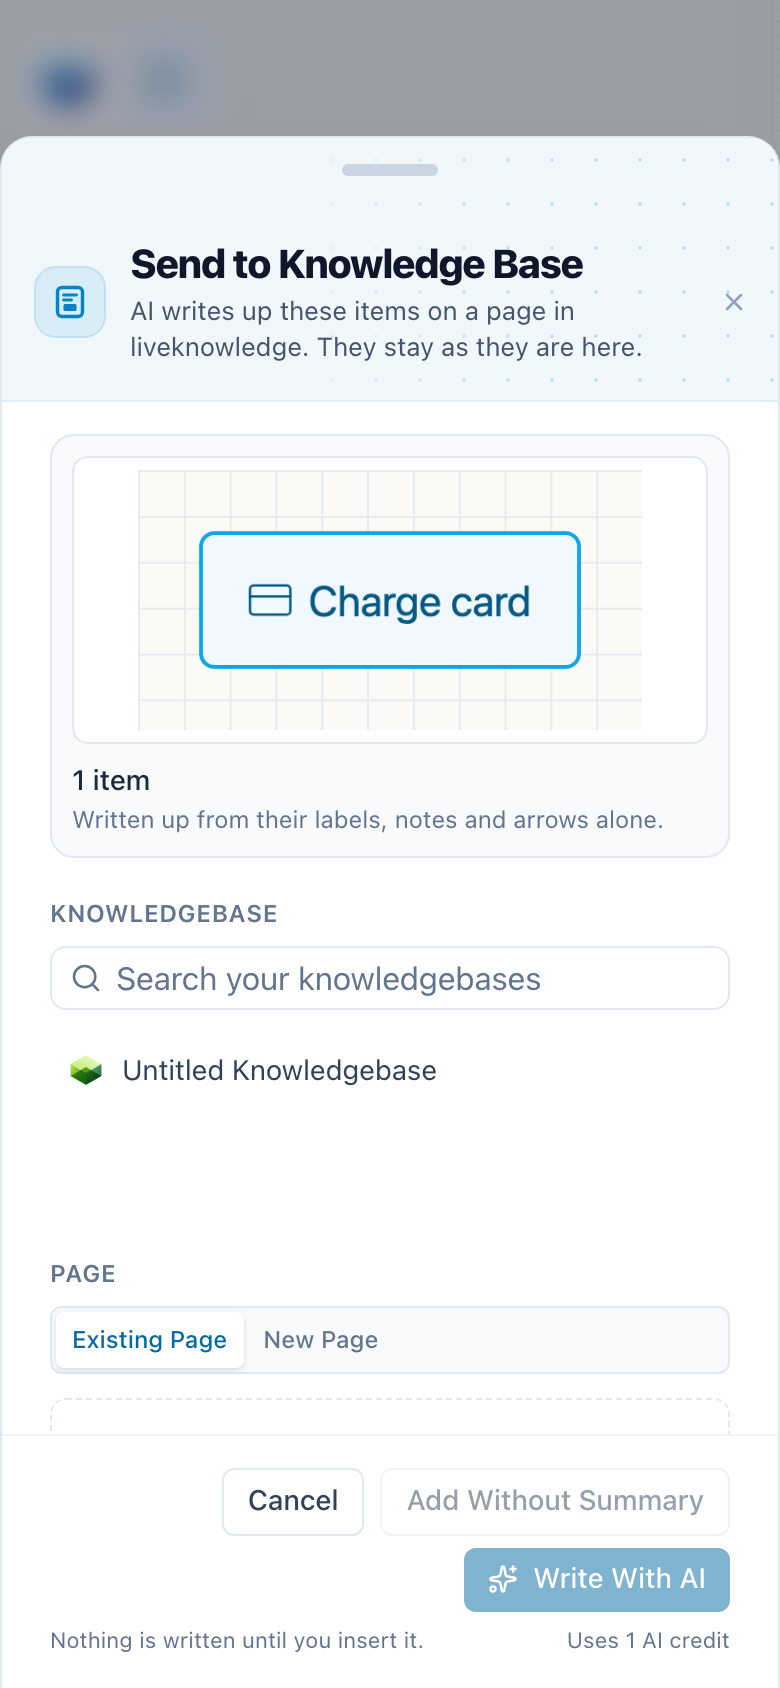 Send to Knowledge Base
AI writes up these items on a page in
liveknowledge. They stay as they are here.
Charge card
1 item
Written up from their labels, notes and arrows alone.
KNOWLEDGEBASE
Search your knowledgebases
Untitled Knowledgebase
PAGE
Existing Page New Page
Cancel Add Without Summary
Write With AI
Nothing is written until you insert it. Uses 1 AI credit